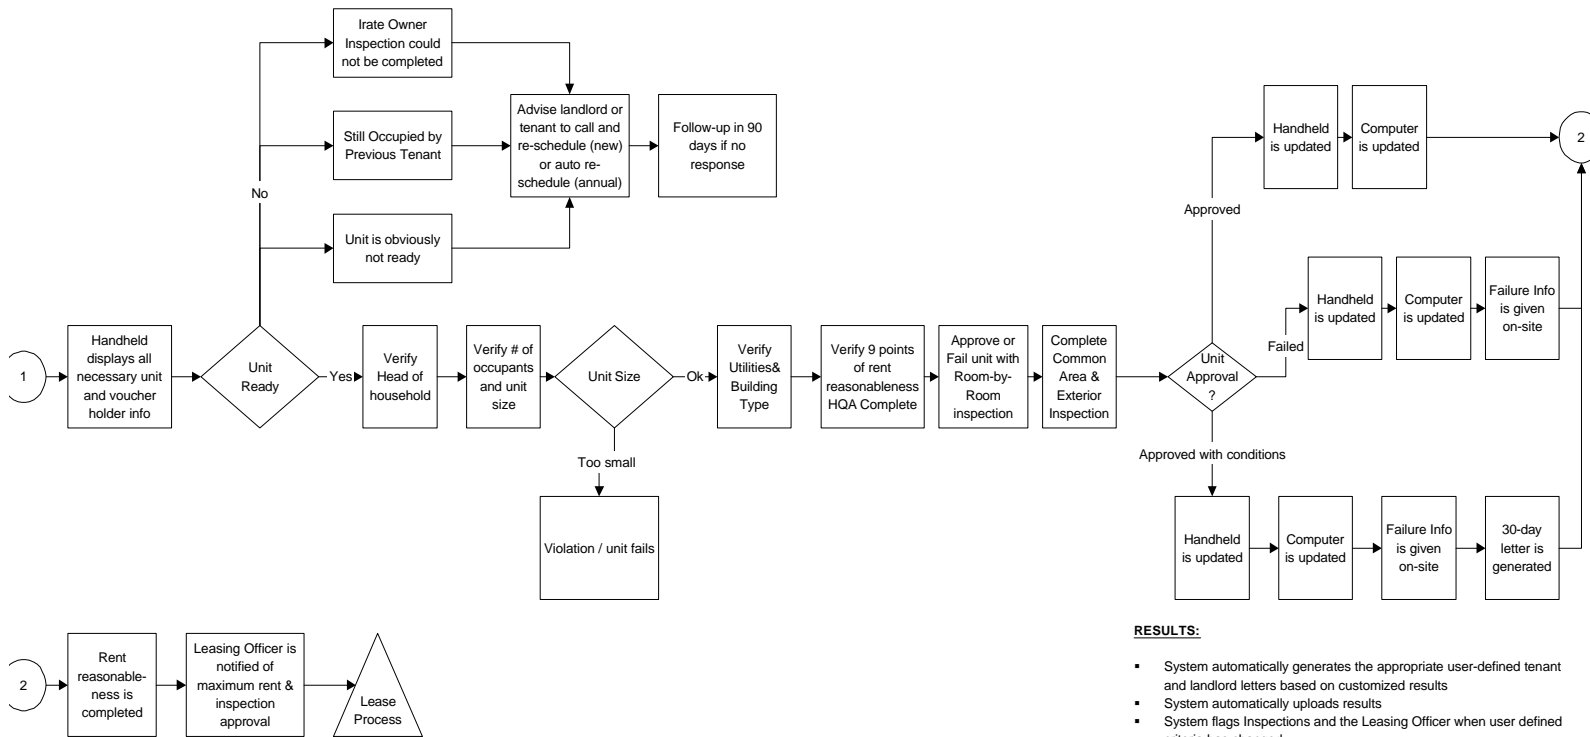 Irate Owner
Inspection could
not be completed
Still Occupied by
Previous Tenant
Unit is obviously
not ready
No
Advise landlord or
tenant to call and
re-schedule (new)
or auto re-
schedule (annual)
Follow-up in 90
days if no
response
1
Handheld
displays all
necessary unit
and voucher
holder info
Unit
Ready
Yes
Verify
Head of
household
Verify # of
occupants
and unit
size
Unit Size
Ok
Too small
Violation / unit fails
Verify
Utilities&
Building
Type
Verify 9 points
of rent
reasonableness
HQA Complete
Approve or
Fail unit with
Room-by-
Room
inspection
Complete
Common
Area &
Exterior
Inspection
Unit
Approval
?
Approved
Handheld
is updated
Computer
is updated
2
Failed
Handheld
is updated
Computer
is updated
Failure Info
is given
on-site
Approved with conditions
Handheld
is updated
Computer
is updated
Failure Info
is given
on-site
30-day
letter is
generated
2
Rent
reasonable-
ness is
completed
Leasing Officer is
notified of
maximum rent &
inspection
approval
Lease
Process
RESULTS:
▪ System automatically generates the appropriate user-defined tenant
and landlord letters based on customized results
▪ System automatically uploads results
▪ System flags Inspections and the Leasing Officer when user defined